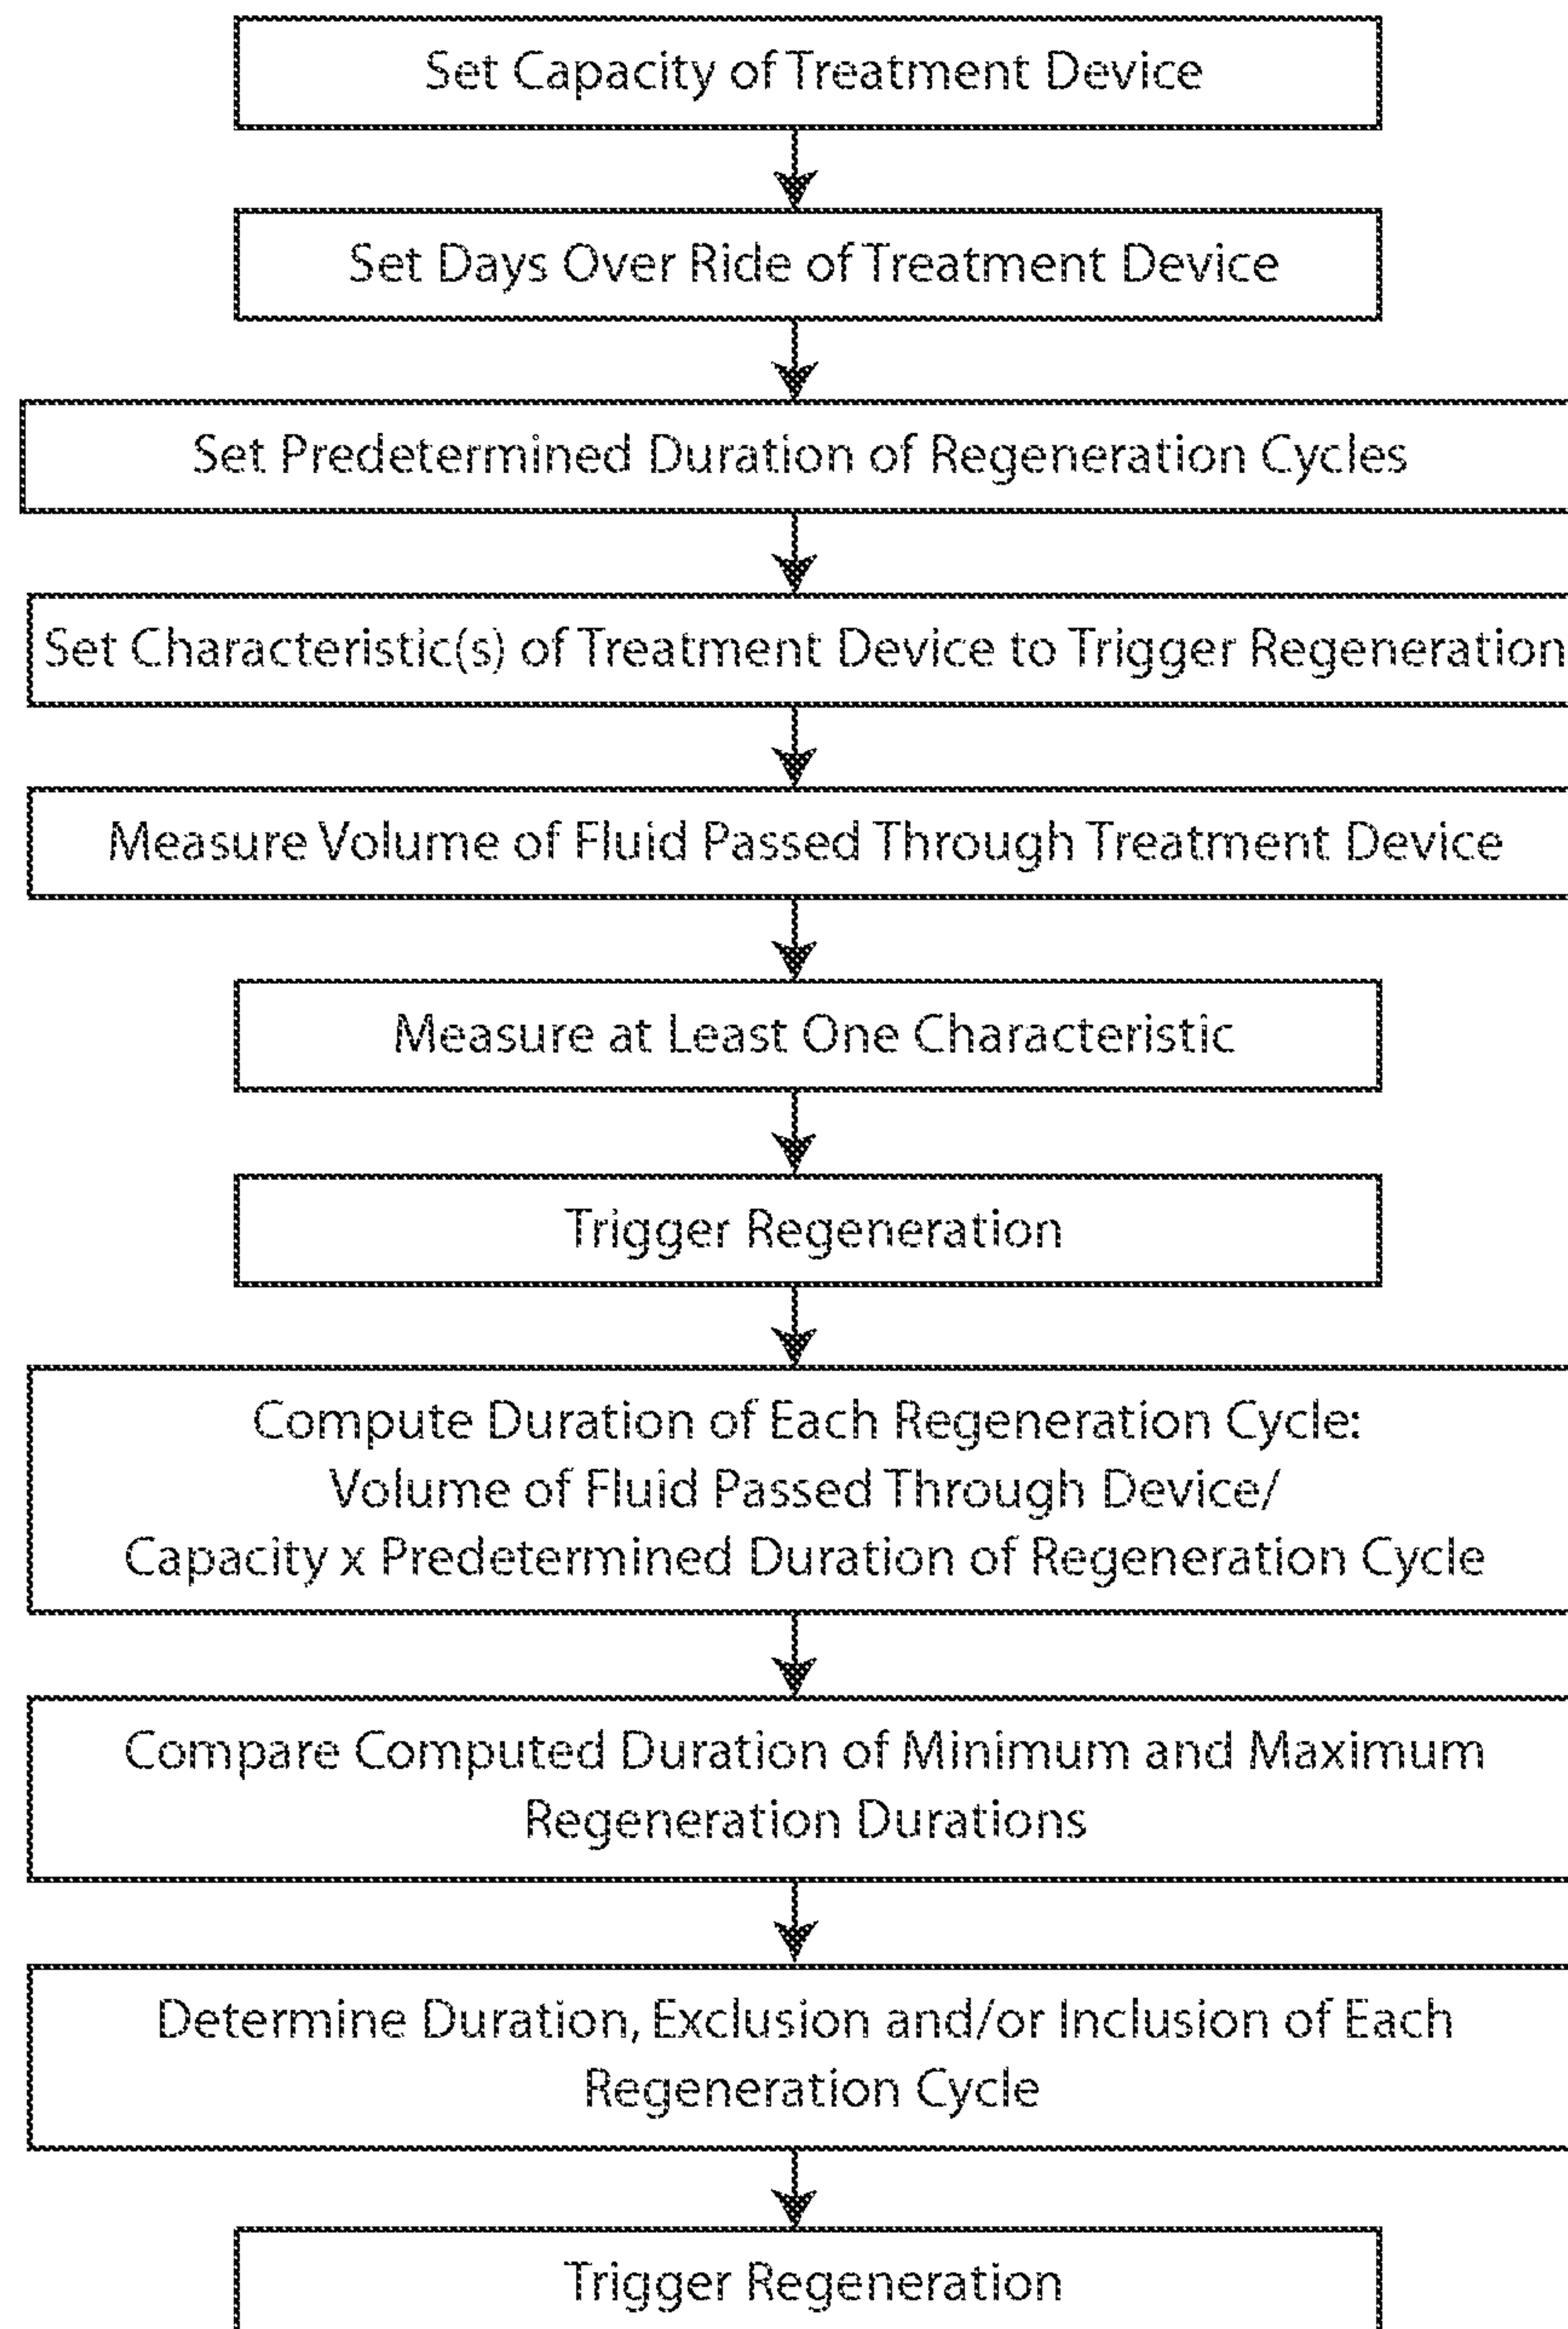 Set Capacity of Treatment Device
Set Days Over Ride of Treatment Device
Set Predetermined Duration of Regeneration Cycles
Set Characteristic(s) of Treatment Device to Trigger Regeneration
Measure Volume of Fluid Passed Through Treatment Device
Measure at Least One Characteristic
Trigger Regeneration
Compute Duration of Each Regeneration Cycle:
Volume of Fluid Passed Through Device/
Capacity x Predetermined Duration of Regeneration Cycle
Compare Computed Duration of Minimum and Maximum
Regeneration Durations
Determine Duration, Exclusion and/or Inclusion of Each
Regeneration Cycle
Trigger Regeneration